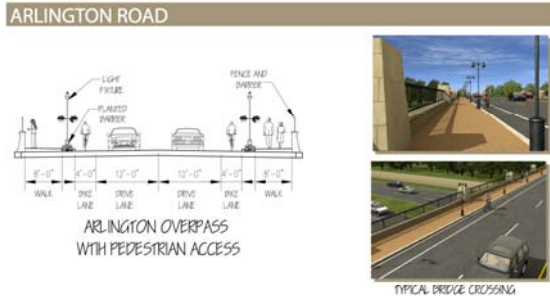 ARLINGTON ROAD
LIGHT
FIXTURE
FENCE AND
BARRIER
PLANTED
BARRIER
8'-0" 4'-0" 12'-0" 12'-0" 4'-0" 8'-0"
WALK BIKE LANE DRIVE LANE DRIVE LANE BIKE LANE WALK
ARLINGTON OVERPASS
WTIH PEDESTRIAN ACCESS
TYPICAL BRIDGE CROSSING